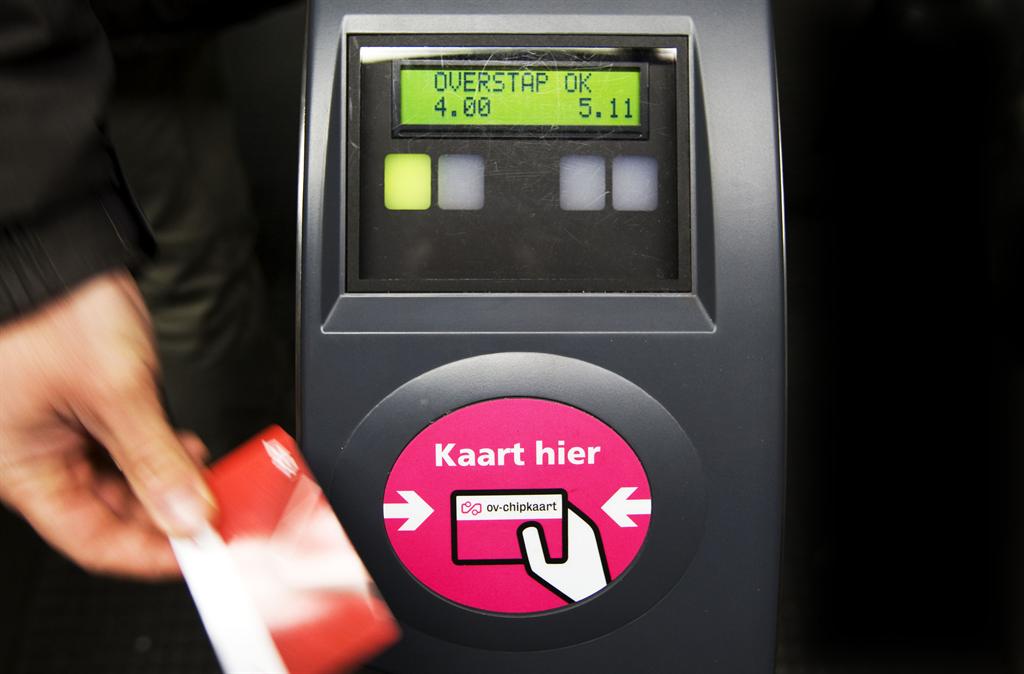 OVERSTAP OK
4.00 5.11
Kaart hier
ov-chipkaart